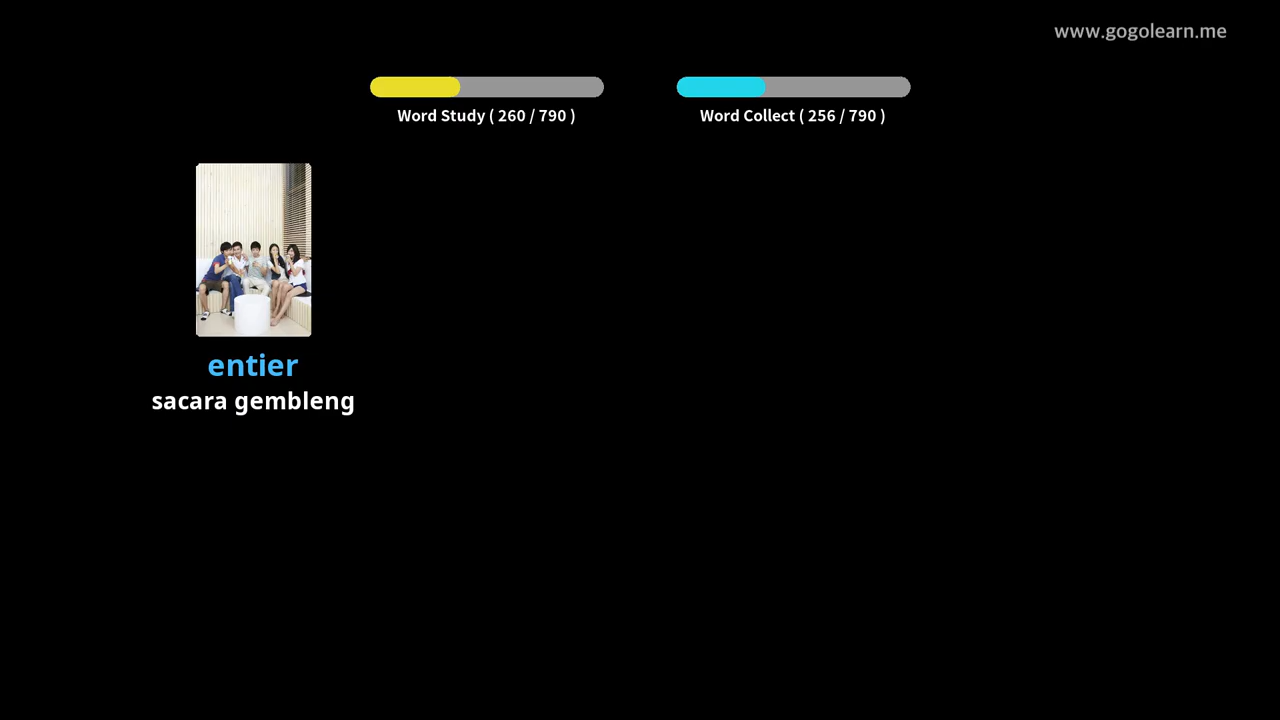 www.gogolearn.me
Word Study ( 260 / 790 )
Word Collect ( 256 / 790 )
entier
sacara gembleng